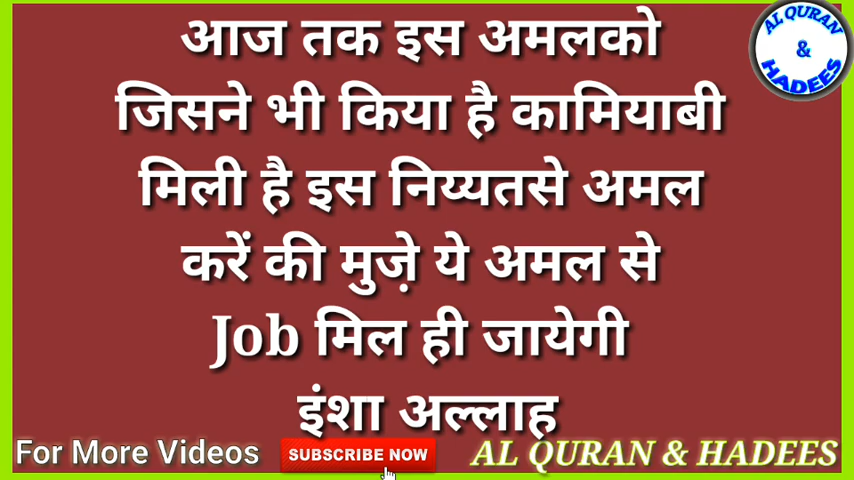 आज तक इस अमलको
जिसने भी किया है कामियाबी
मिली है इस निय्यतसे अमल
करें की मुज़े ये अमल से
Job मिल ही जायेगी
इंशा अल्लाह
AL QURAN
&
HADEES
For More Videos SUBSCRIBE NOW AL QURAN & HADEES